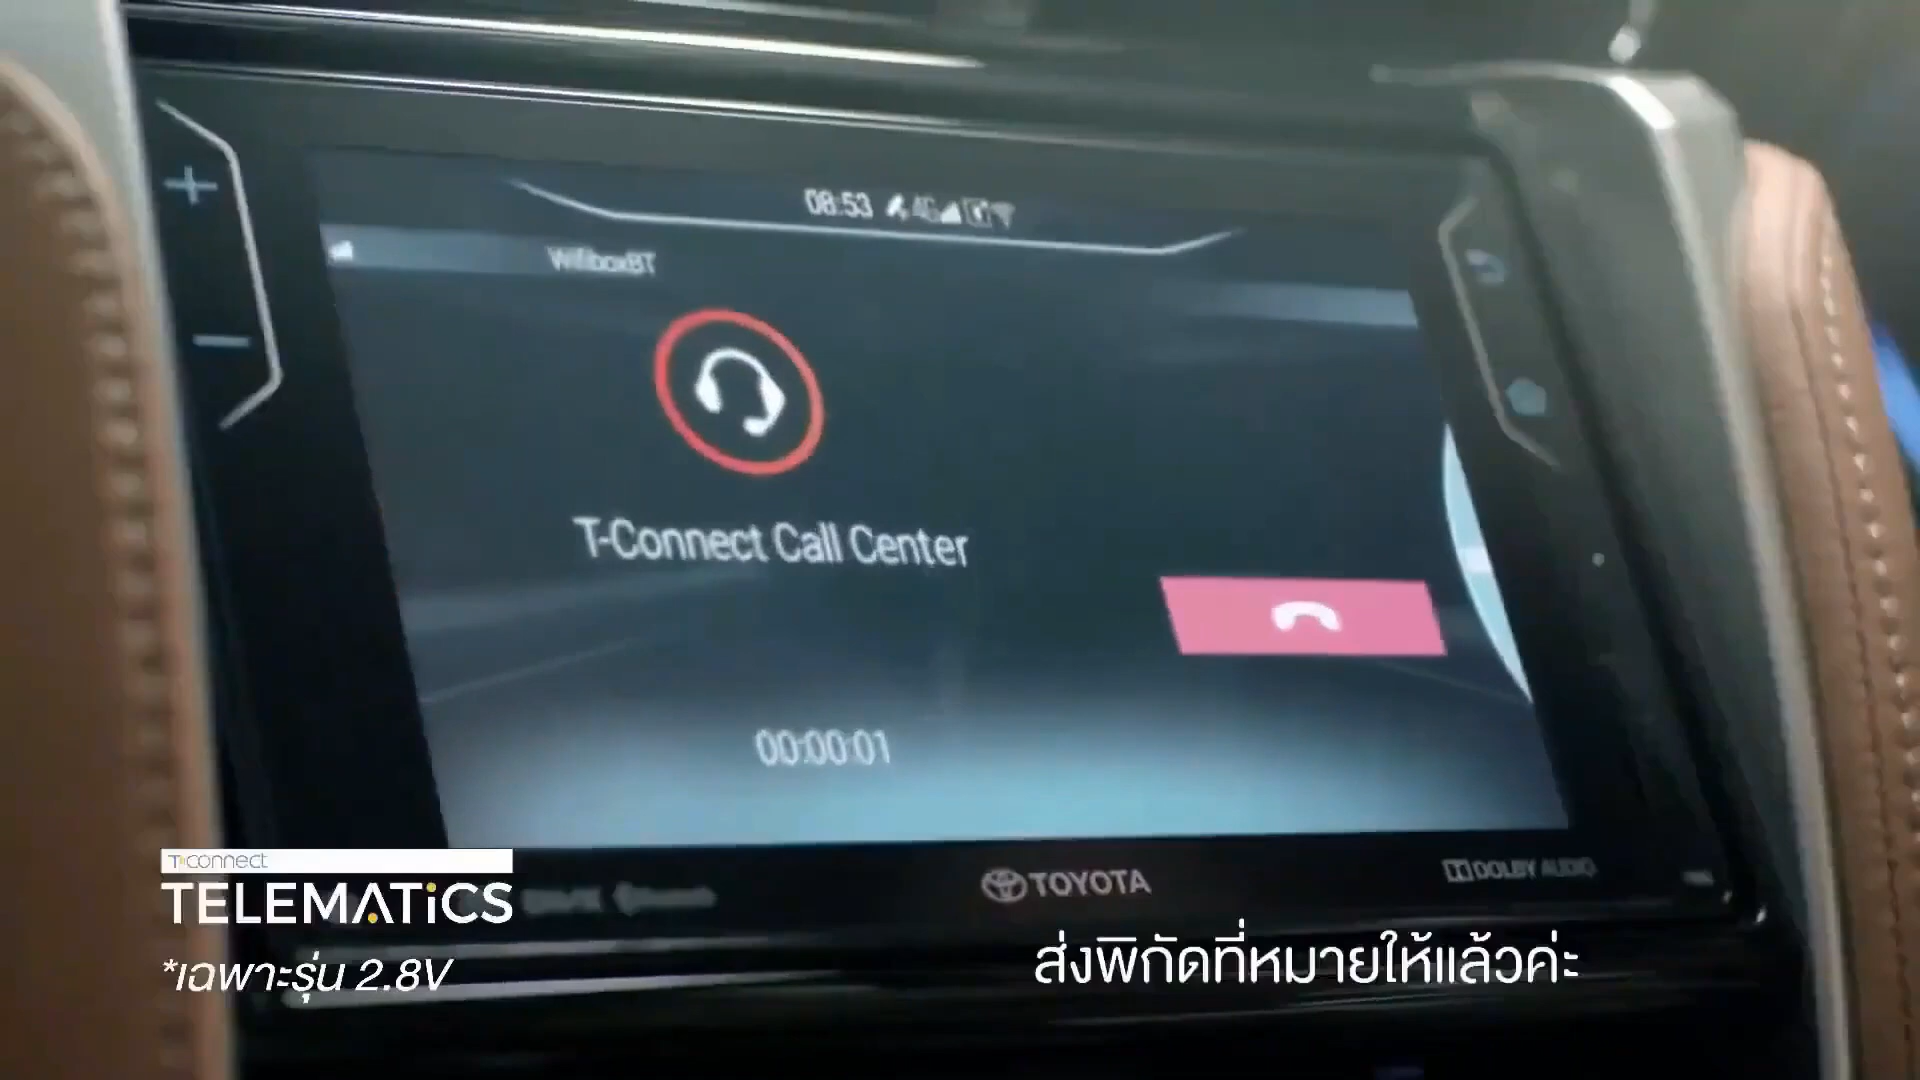 08:53 4G
WifiboxBT
T-Connect Call Center
00:00:01
TOYOTA
DOLBY AUDIO
T-CONNECT
TELEMATiCS
*เฉพาะรุ่น 2.8V
ส่งพิกัดที่หมายให้แล้วค่ะ